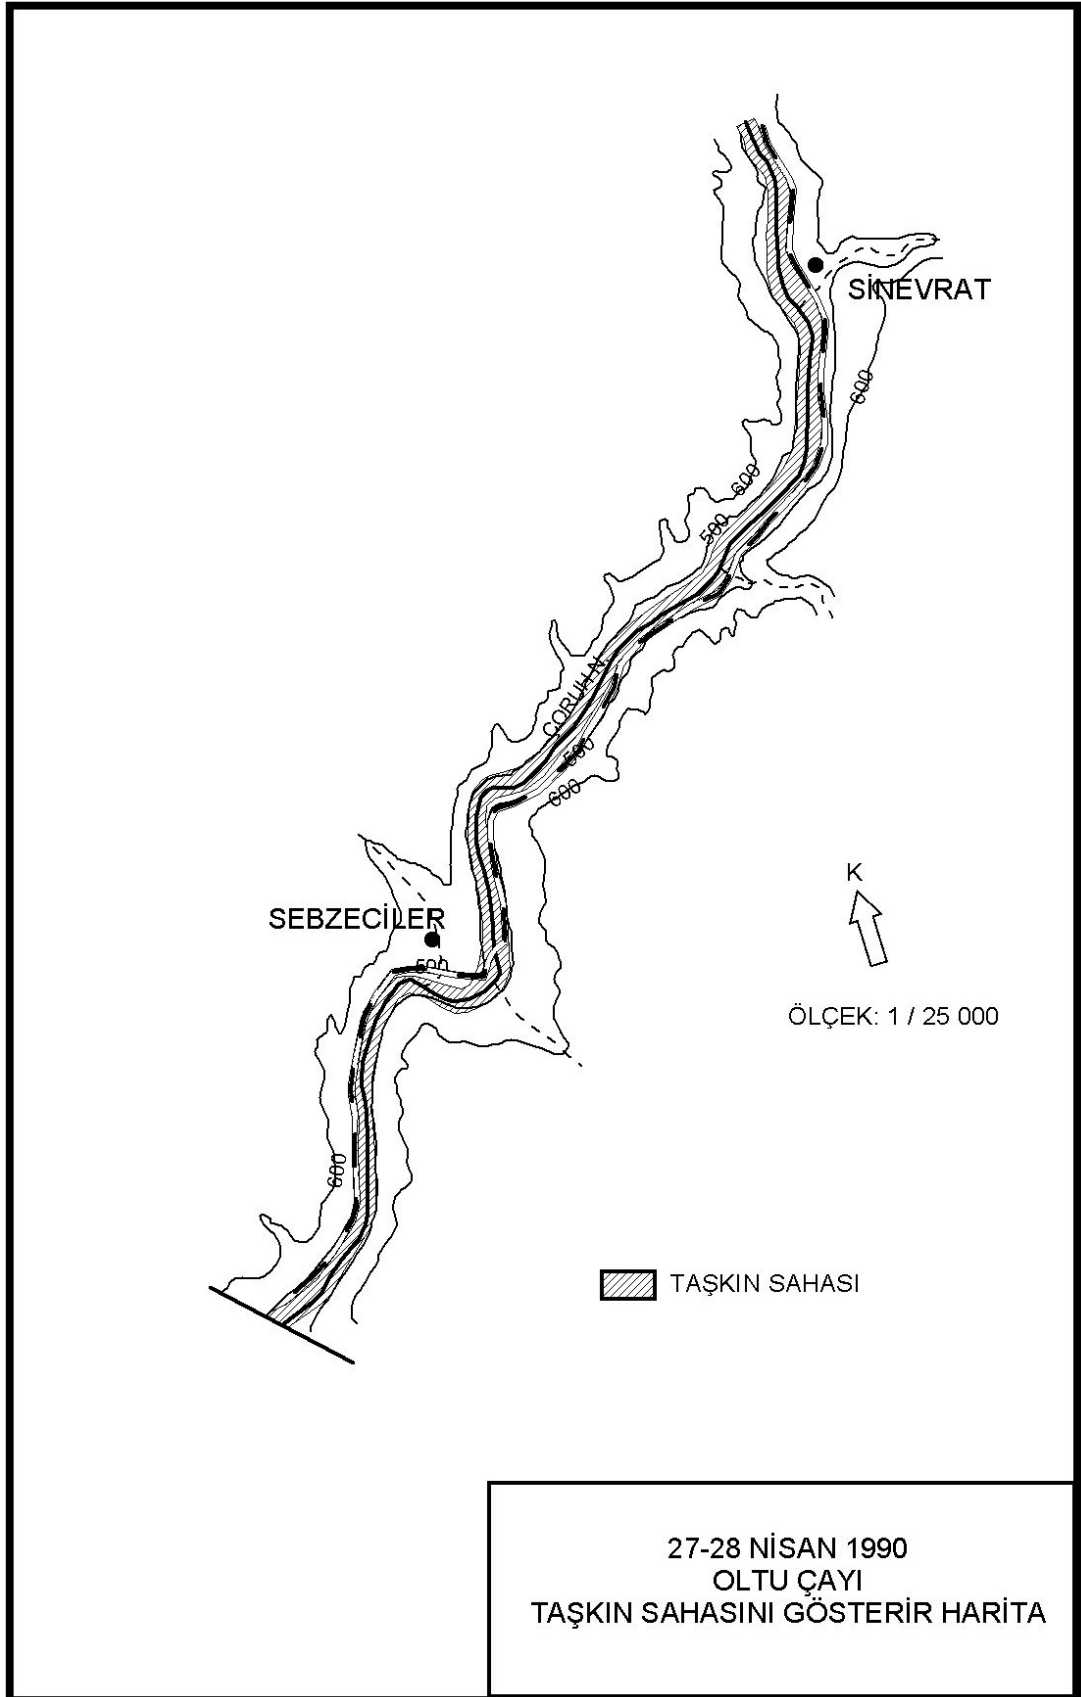 SİNEVRAT
600
600
500
ÇORUH N.
500
600
K
SEBZECİLER
500
ÖLÇEK: 1 / 25 000
600
TAŞKIN SAHASI
27-28 NİSAN 1990
OLTU ÇAYI
TAŞKIN SAHASINI GÖSTERİR HARİTA